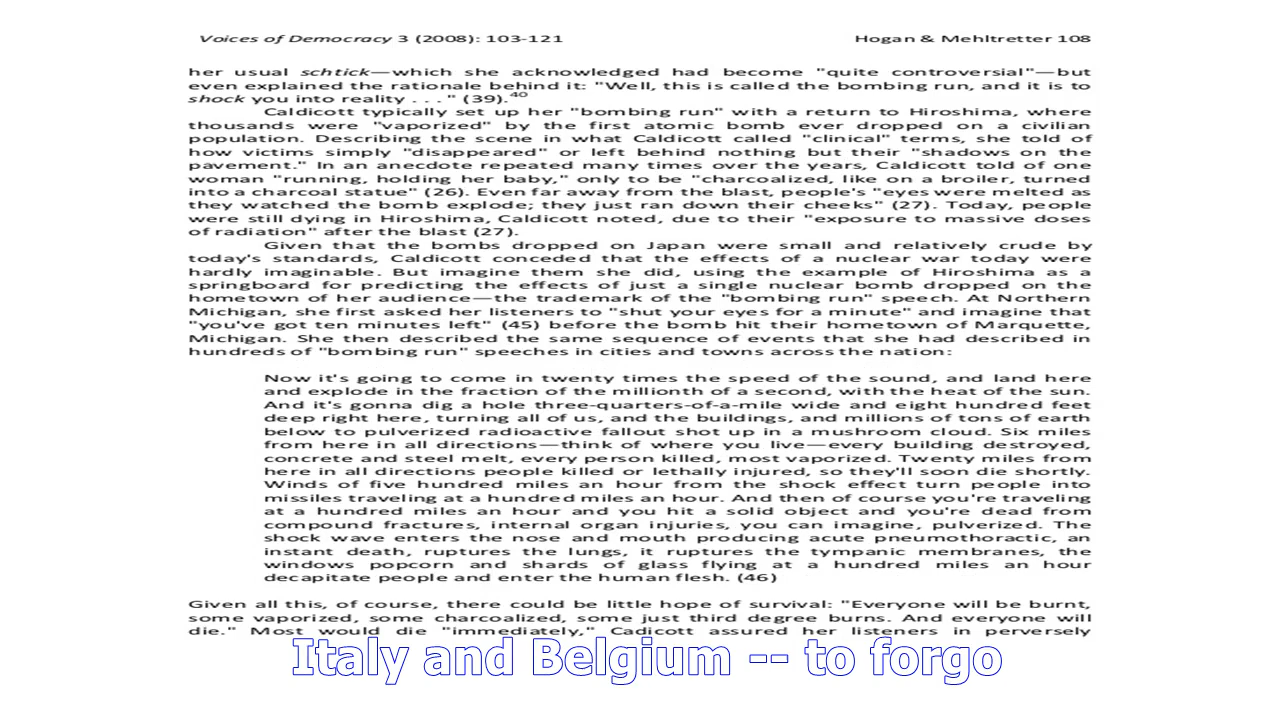 Voices of Democracy 3 (2008): 103-121 Hogan & Mehltretter 108
her usual schtick—which she acknowledged had become "quite controversial"—but
even explained the rationale behind it: "Well, this is called the bombing run, and it is to
shock you into reality . . . " (39).40
Caldicott typically set up her "bombing run" with a return to Hiroshima, where
thousands were "vaporized" by the first atomic bomb ever dropped on a civilian
population. Describing the scene in what Caldicott called "clinical" terms, she told of
how victims simply "disappeared" or left behind nothing but their "shadows on the
pavement." In an anecdote repeated many times over the years, Caldicott told of one
woman "running, holding her baby," only to be "charcoalized, like on a broiler, turned
into a charcoal statue" (26). Even far away from the blast, people's "eyes were melted as
they watched the bomb explode; they just ran down their cheeks" (27). Today, people
were still dying in Hiroshima, Caldicott noted, due to their "exposure to massive doses
of radiation" after the blast (27).
Given that the bombs dropped on Japan were small and relatively crude by
today's standards, Caldicott conceded that the effects of a nuclear war today were
hardly imaginable. But imagine them she did, using the example of Hiroshima as a
springboard for predicting the effects of just a single nuclear bomb dropped on the
hometown of her audience—the trademark of the "bombing run" speech. At Northern
Michigan, she first asked her listeners to "shut your eyes for a minute" and imagine that
"you've got ten minutes left" (45) before the bomb hit their hometown of Marquette,
Michigan. She then described the same sequence of events that she had described in
hundreds of "bombing run" speeches in cities and towns across the nation:
Now it's going to come in twenty times the speed of the sound, and land here
and explode in the fraction of the millionth of a second, with the heat of the sun.
And it's gonna dig a hole three-quarters-of-a-mile wide and eight hundred feet
deep right here, turning all of us, and the buildings, and millions of tons of earth
below to pulverized radioactive fallout shot up in a mushroom cloud. Six miles
from here in all directions—think of where you live—every building destroyed,
concrete and steel melt, every person killed, most vaporized. Twenty miles from
here in all directions people killed or lethally injured, so they'll soon die shortly.
Winds of five hundred miles an hour from the shock effect turn people into
missiles traveling at a hundred miles an hour. And then of course you're traveling
at a hundred miles an hour and you hit a solid object and you're dead from
compound fractures, internal organ injuries, you can imagine, pulverized. The
shock wave enters the nose and mouth producing acute pneumothoractic, an
instant death, ruptures the lungs, it ruptures the tympanic membranes, the
windows popcorn and shards of glass flying at a hundred miles an hour
decapitate people and enter the human flesh. (46)
Given all this, of course, there could be little hope of survival: "Everyone will be burnt,
some vaporized, some charcoalized, some just third degree burns. And everyone will
die." Most would die "immediately," Cadicott assured her listeners in perversely
Italy and Belgium -- to forgo